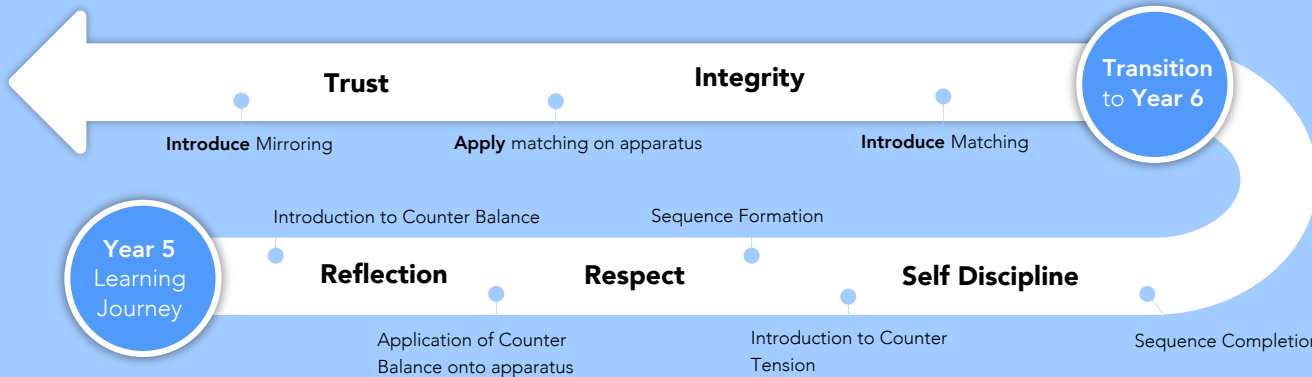 Trust
Integrity
Transition
to Year 6
Introduce Mirroring
Apply matching on apparatus
Introduce Matching
Introduction to Counter Balance
Sequence Formation
Year 5
Learning
Journey
Reflection
Respect
Self Discipline
Application of Counter
Balance onto apparatus
Introduction to Counter
Tension
Sequence Completion